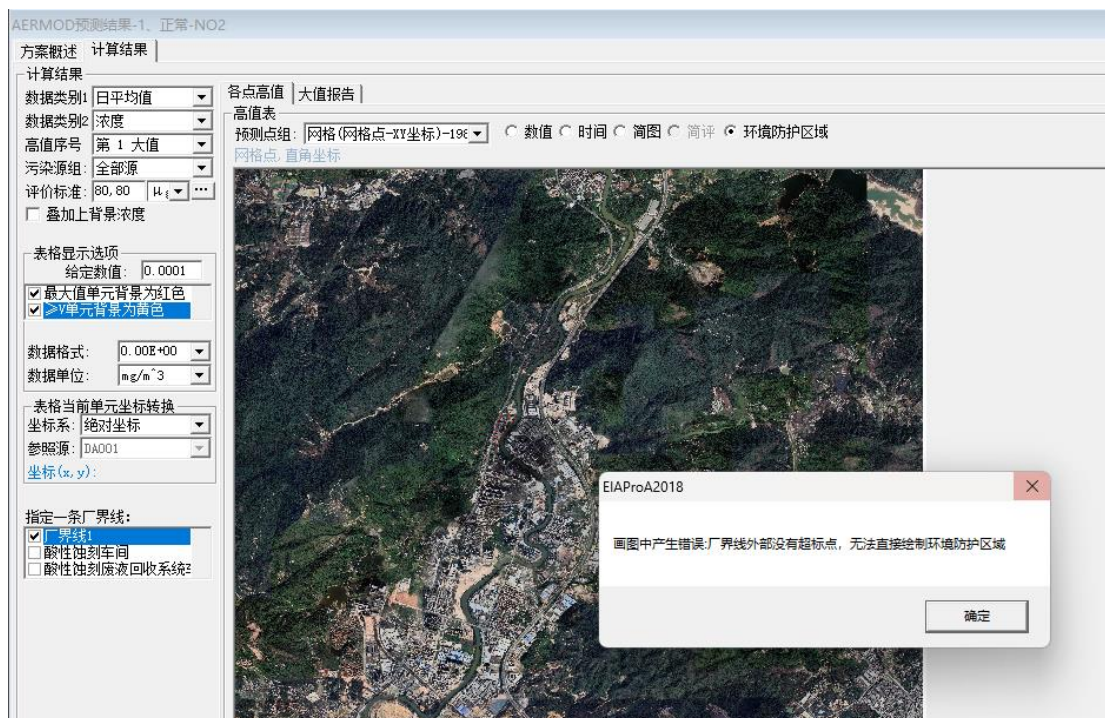 AERMOD预测结果-1、正常-NO2
方案概述 计算结果
计算结果
数据类别1 日平均值
数据类别2 浓度
高值序号 第 1 大值
污染源组: 全部源
评价标准: 80,80 μg ...
叠加上背景浓度
表格显示选项
给定数值: 0.0001
最大值单元背景为红色
≥V单元背景为黄色
数据格式: 0.00E+00
数据单位: mg/m^3
表格当前单元坐标转换
坐标系: 绝对坐标
参照源: DA001
坐标(x,y):
指定一条厂界线:
厂界线1
酸性蚀刻车间
酸性蚀刻废液回收系统
各点高值 大值报告
高值表
预测点组: 网格(网格点-XY坐标)-198 数值 时间 简图 简评 环境防护区域
网格点,直角坐标
EIAProA2018
画图中产生错误:厂界线外部没有超标点，无法直接绘制环境防护区域
确定